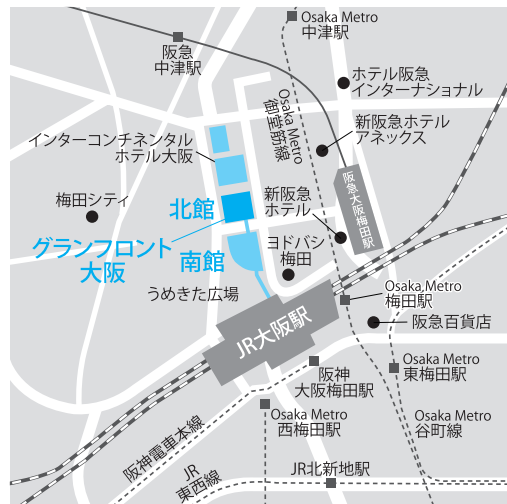 Osaka Metro
中津駅
阪急
中津駅
ホテル阪急
インターナショナル
Osaka Metro
御堂筋線
新阪急ホテル
アネックス
インターコンチネンタル
ホテル大阪
阪急大阪梅田駅
新阪急
ホテル
梅田シティ
北館
グランフロント
大阪
南館
ヨドバシ
梅田
うめきた広場
Osaka Metro
梅田駅
JR大阪駅
阪急百貨店
阪神
大阪梅田駅
Osaka Metro
東梅田駅
Osaka Metro
西梅田駅
Osaka Metro
谷町線
阪神電車本線
JR
東西線
JR北新地駅